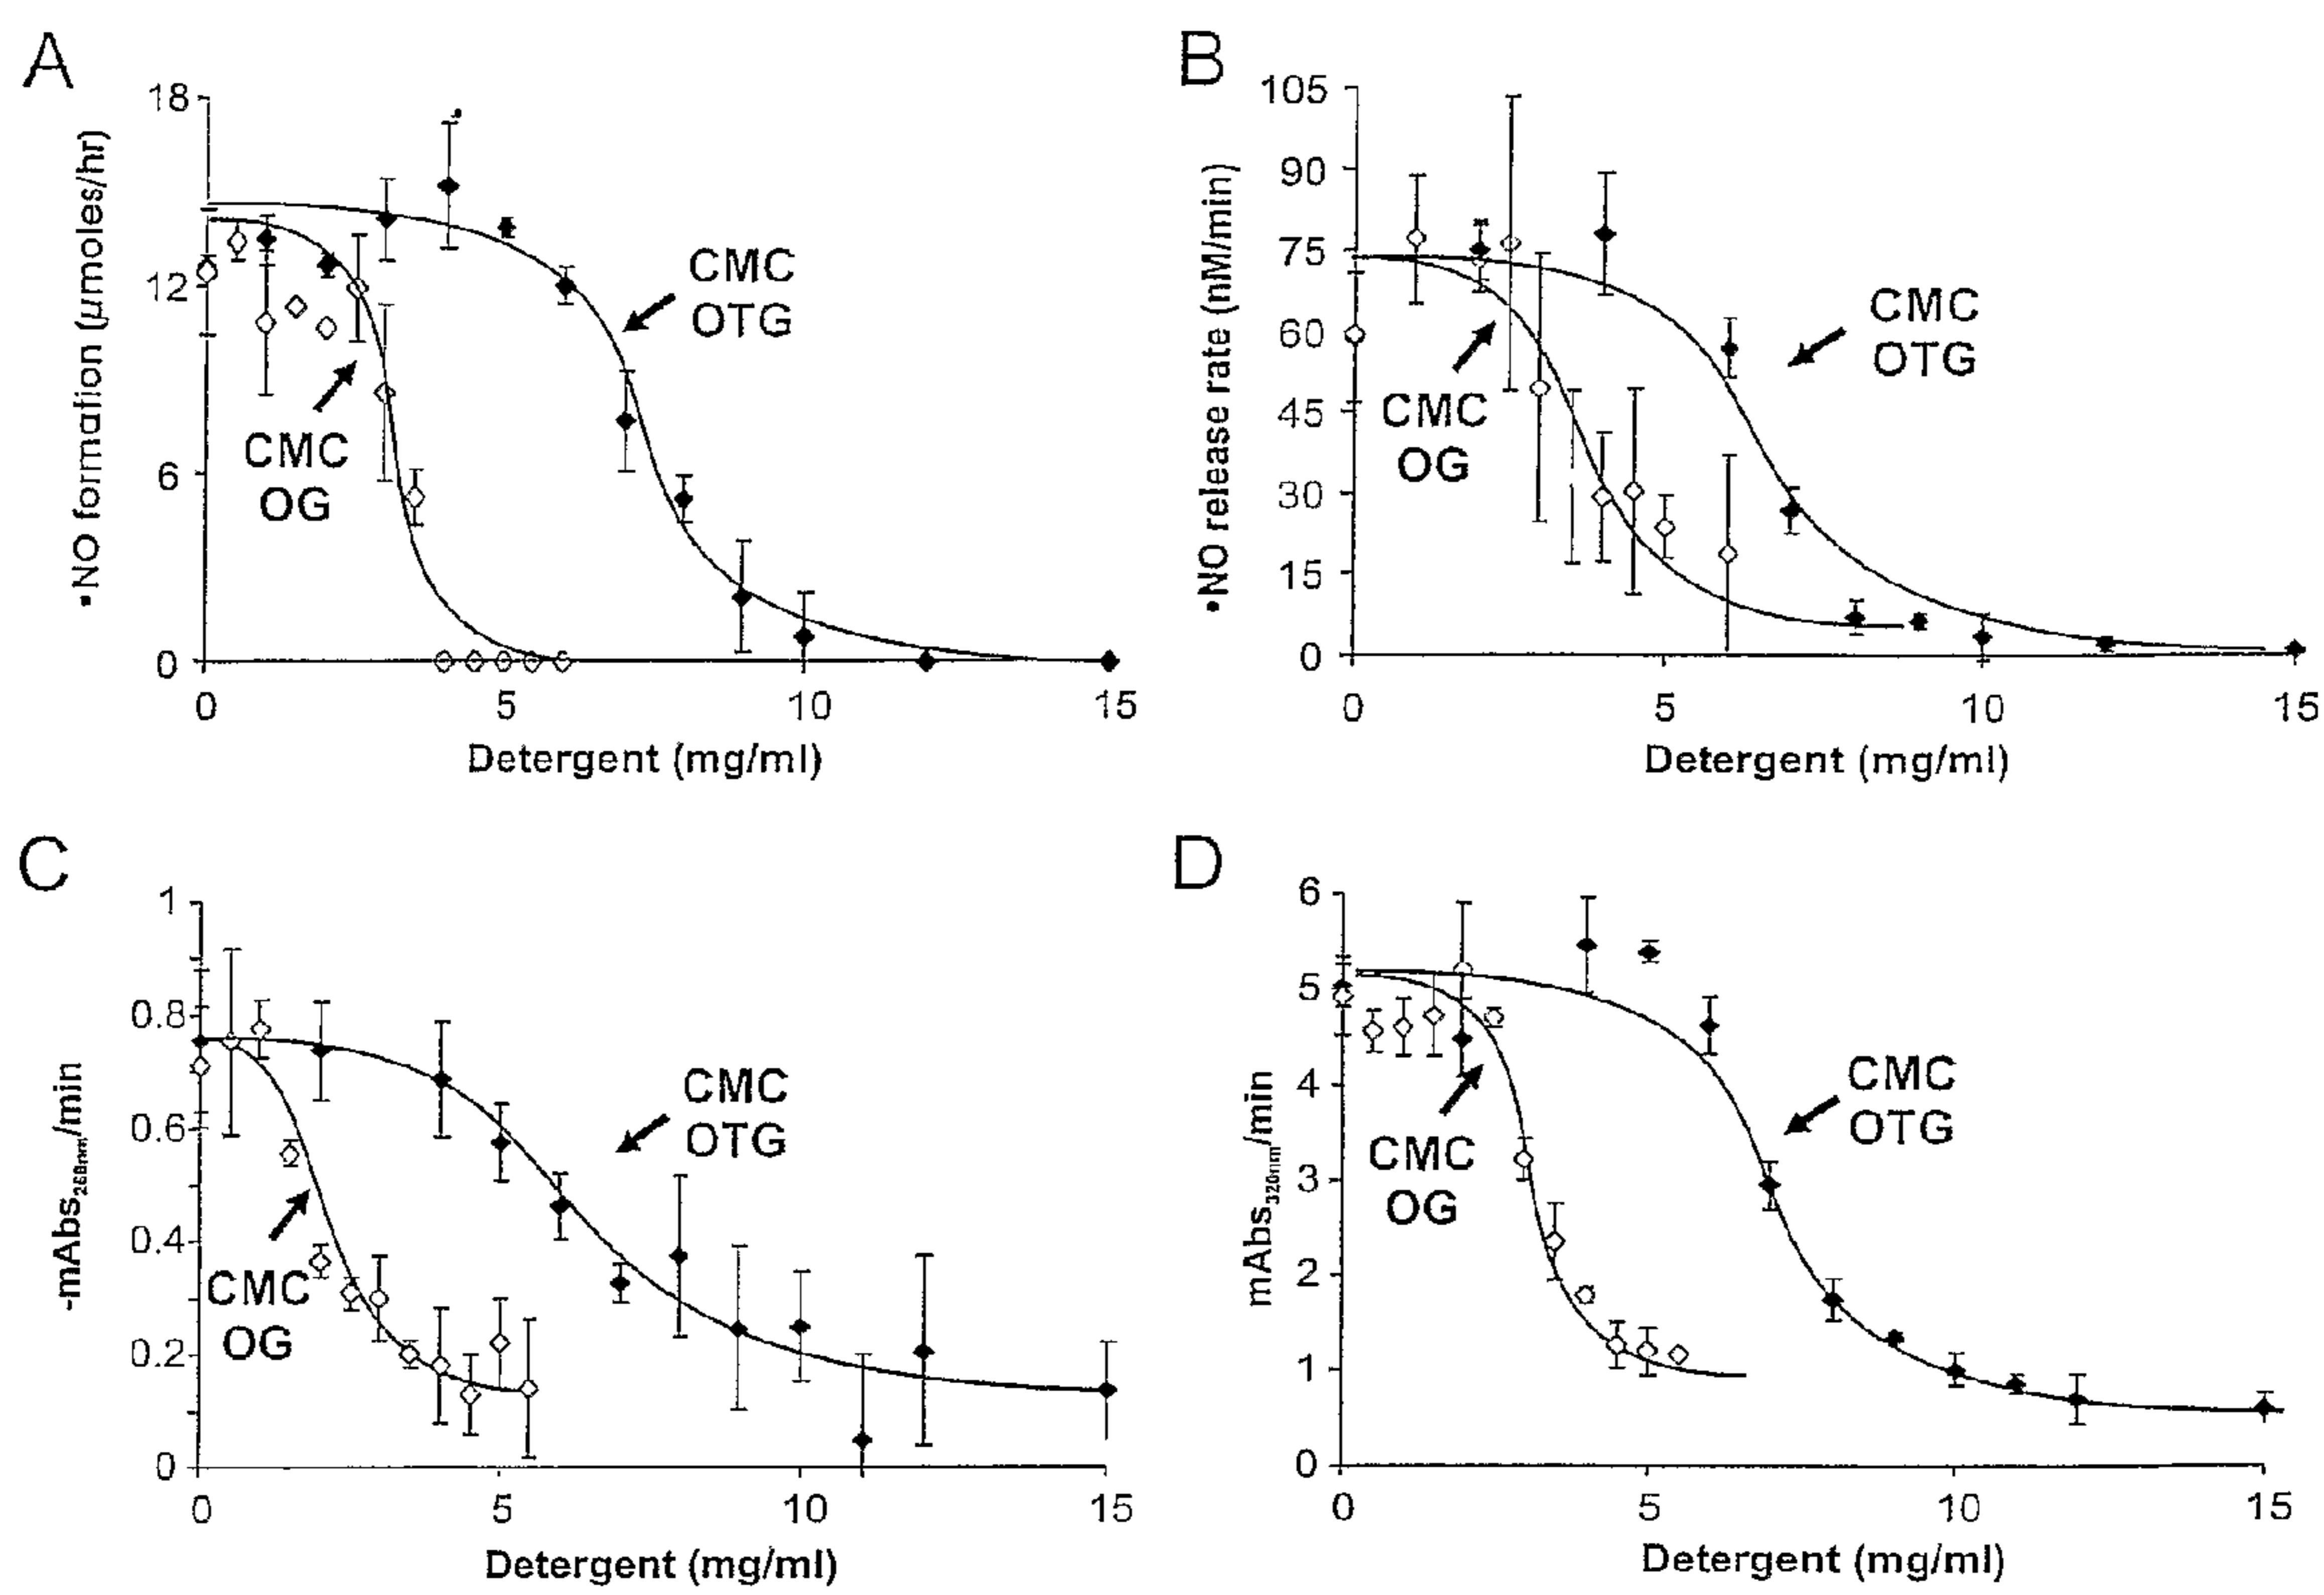 A
•NO formation (µmoles/hr)
18
12
6
0
0
5
10
15
Detergent (mg/ml)
CMC
OTG
CMC
OG
B
•NO release rate (nM/min)
105
90
75
60
45
30
15
0
0
5
10
15
Detergent (mg/ml)
CMC
OTG
CMC
OG
C
-mAbs268nm/min
1
0.8
0.6
0.4
0.2
0
0
5
10
15
Detergent (mg/ml)
CMC
OTG
CMC
OG
D
mAbs320nm/min
6
5
4
3
2
1
0
0
5
10
15
Detergent (mg/ml)
CMC
OTG
CMC
OG